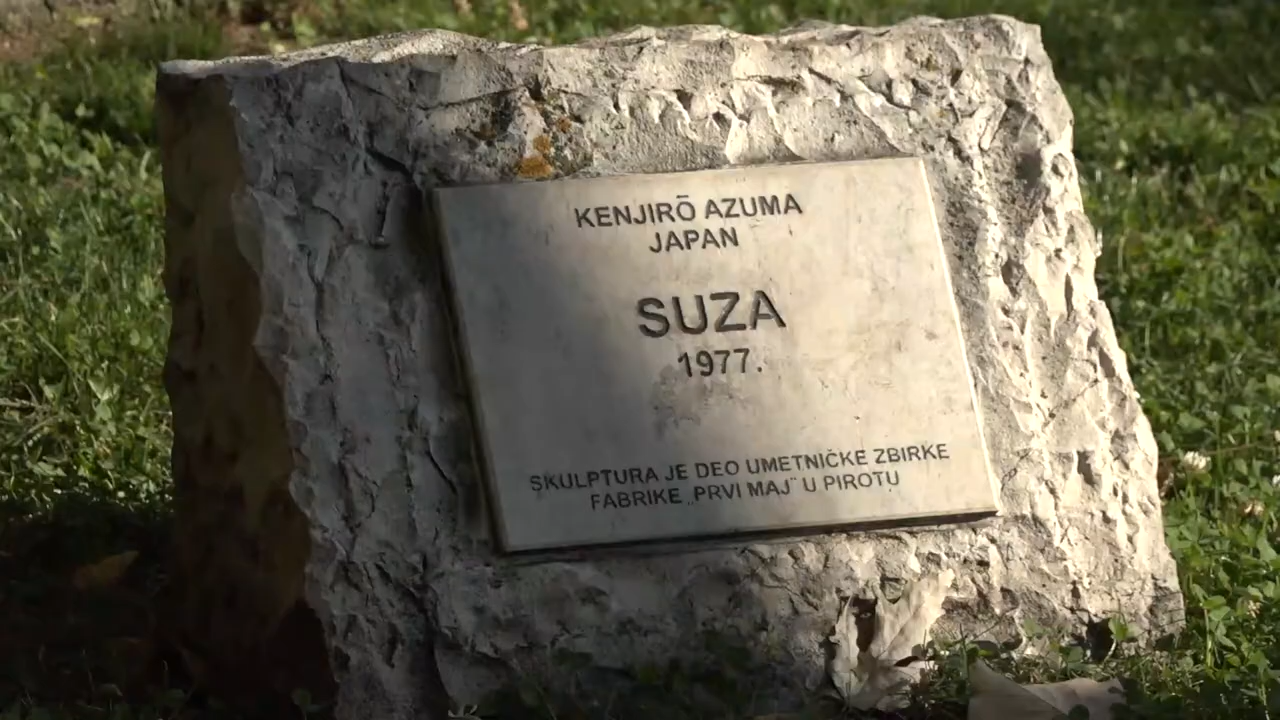 KENJIRŌ AZUMA
JAPAN
SUZA
1977.
SKULPTURA JE DEO UMETNIČKE ZBIRKE
FABRIKE „PRVI MAJ¨ U PIROTU